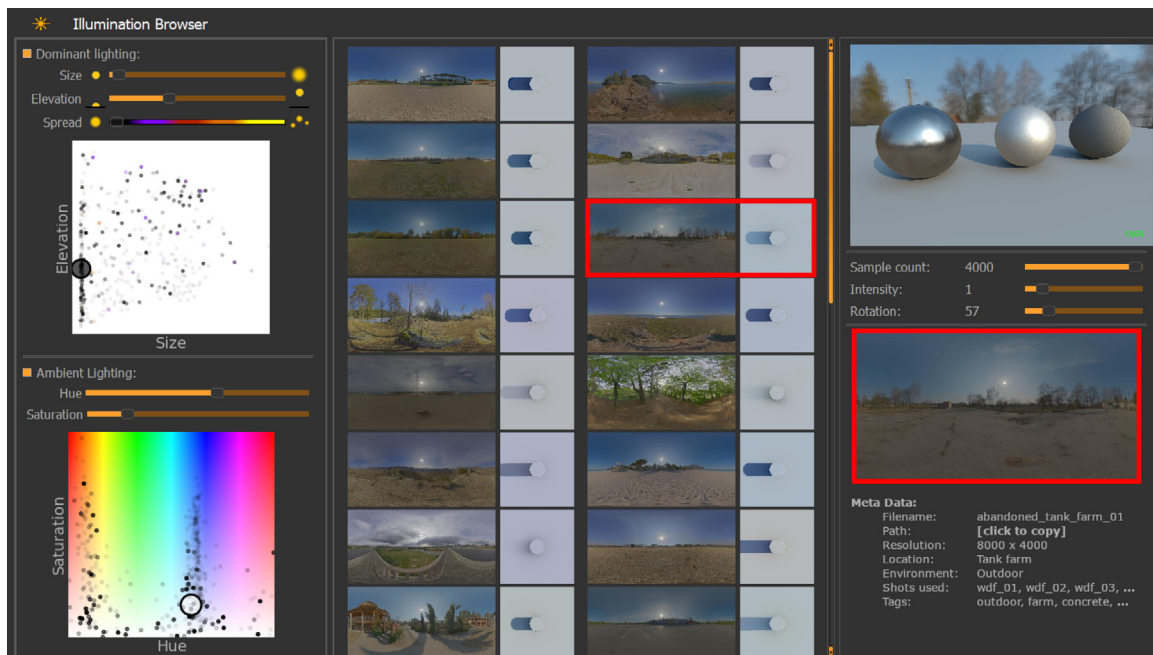 Illumination Browser
Dominant lighting:
Size
Elevation
Spread
Elevation
Size
Ambient Lighting:
Hue
Saturation
Saturation
Hue
Sample count: 4000
Intensity: 1
Rotation: 57
Meta Data:
Filename: abandoned_tank_farm_01
Path: [click to copy]
Resolution: 8000 x 4000
Location: Tank farm
Environment: Outdoor
Shots used: wdf_01, wdf_02, wdf_03, ...
Tags: outdoor, farm, concrete, ...